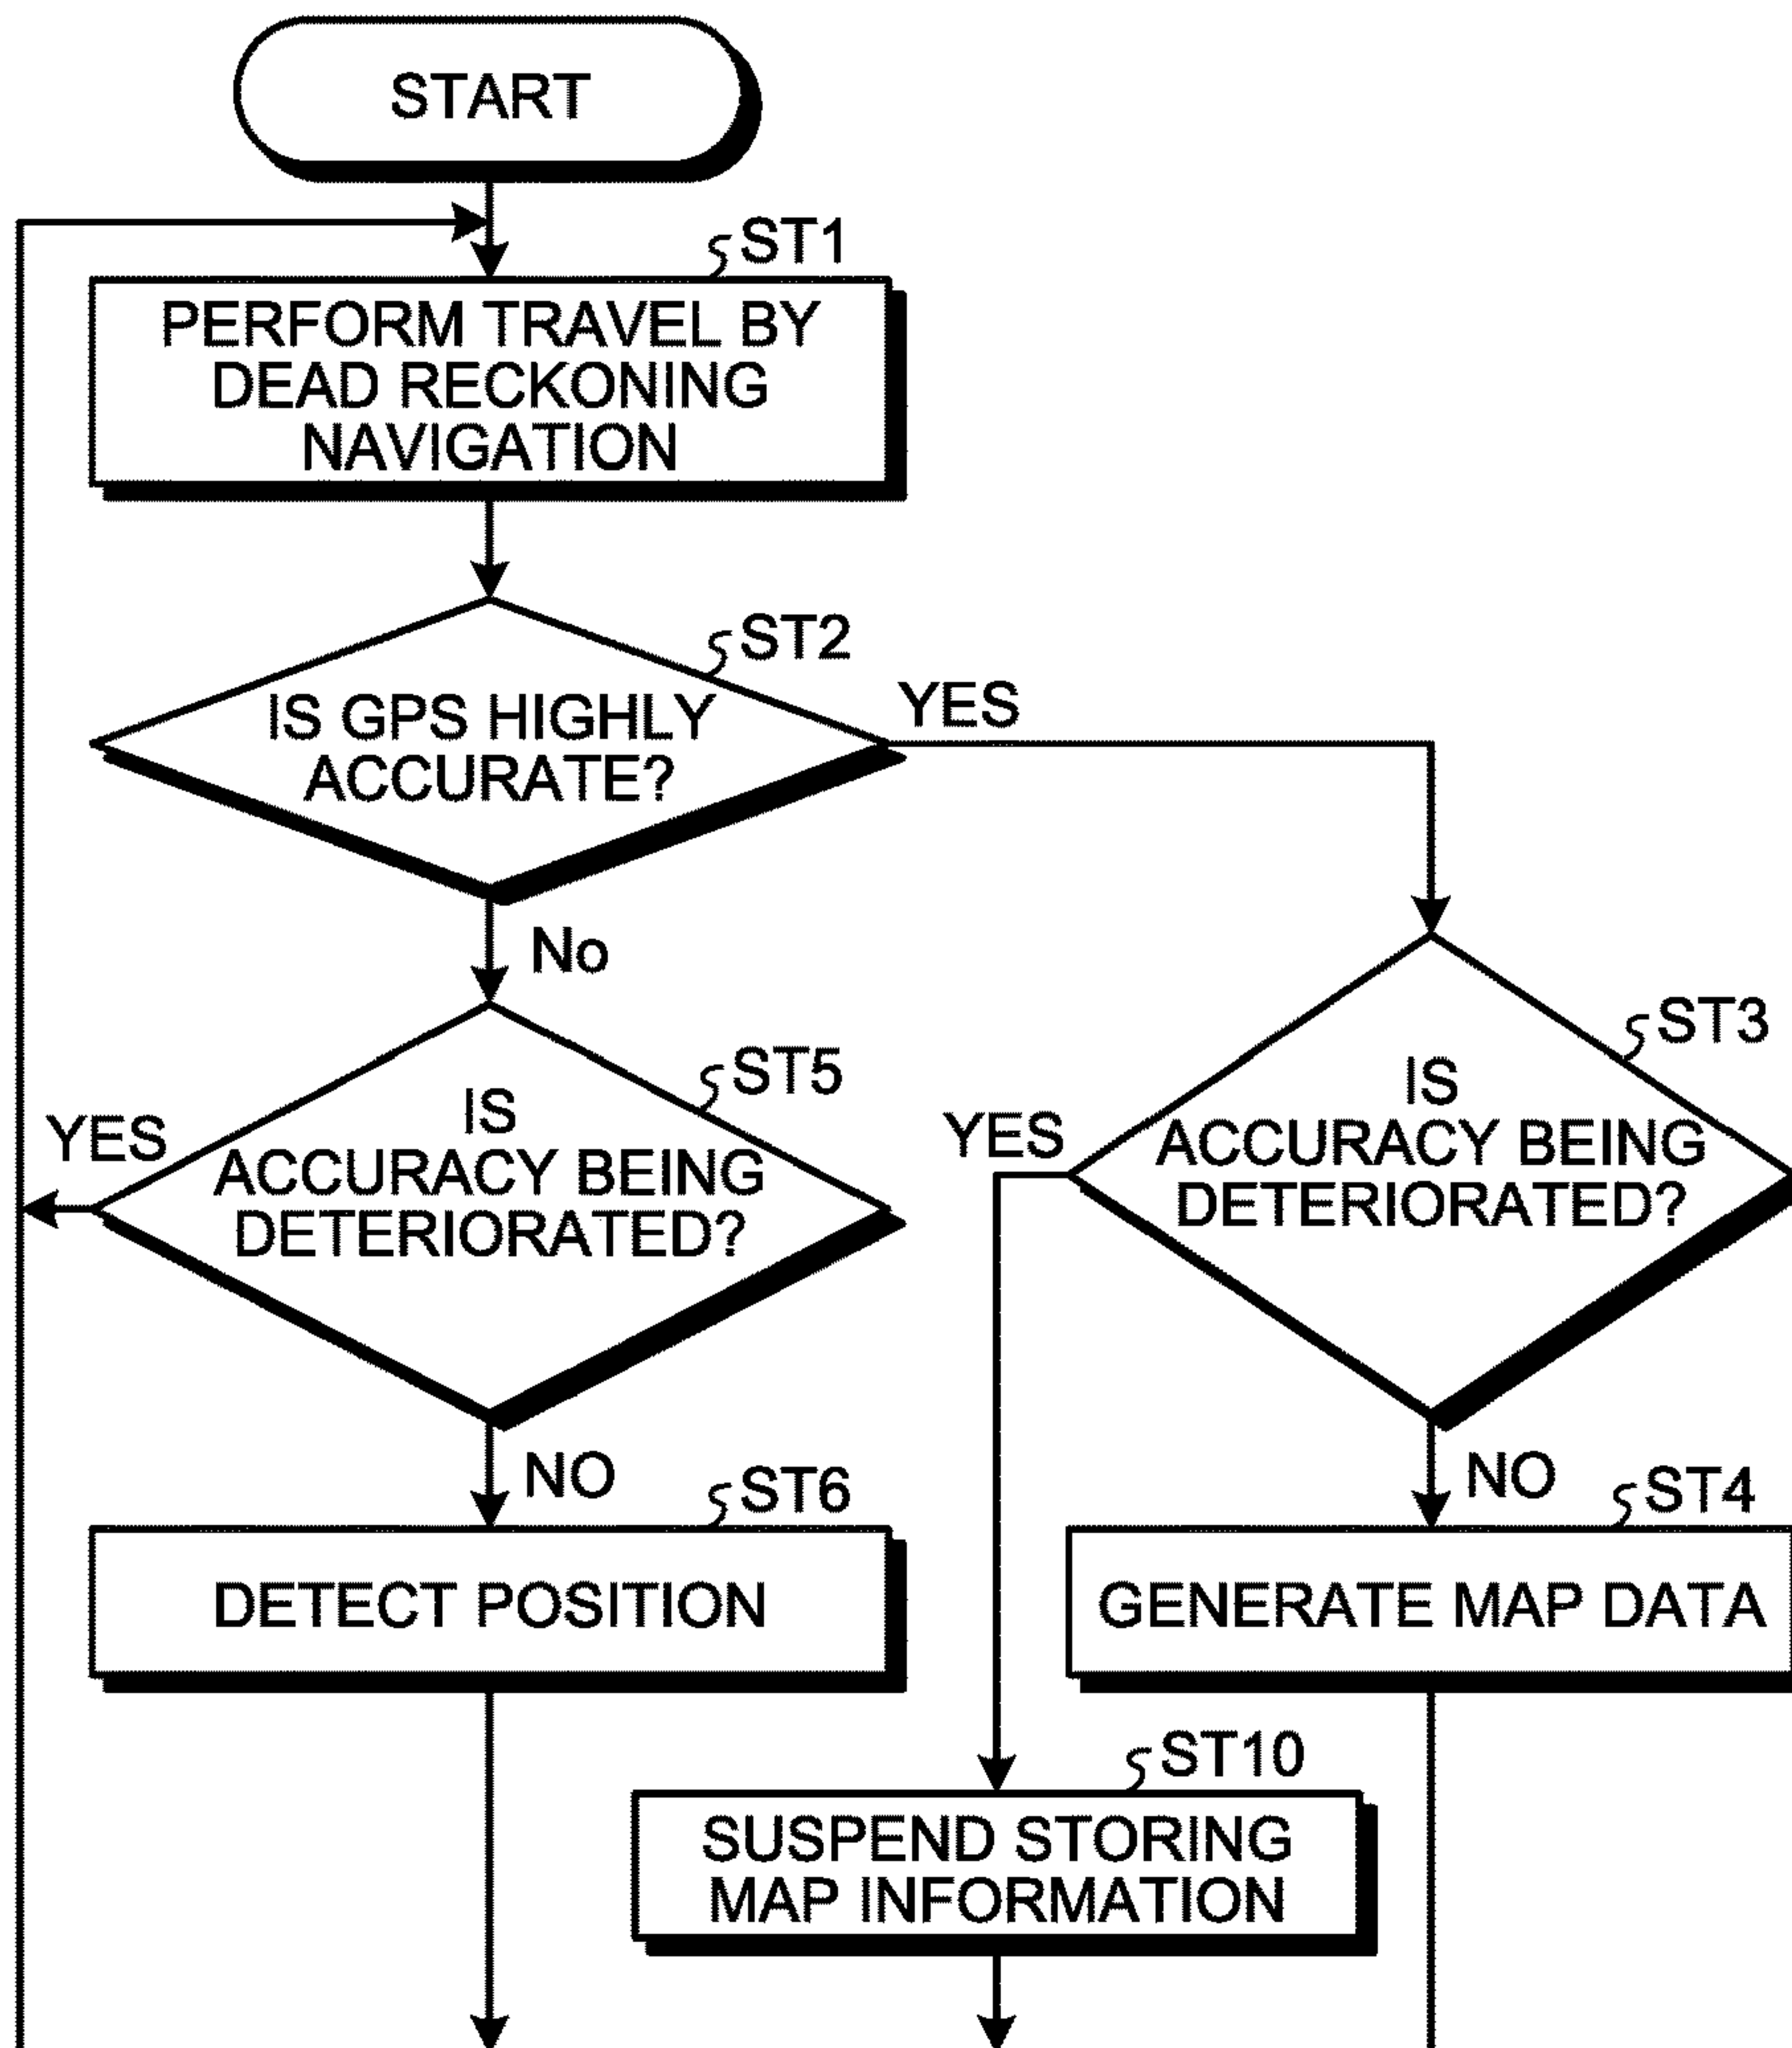 START
ST1
PERFORM TRAVEL BY
DEAD RECKONING
NAVIGATION
ST2
IS GPS HIGHLY
ACCURATE?
YES
No
ST5
IS
ACCURACY BEING
DETERIORATED?
YES
NO
ST3
IS
ACCURACY BEING
DETERIORATED?
YES
NO
ST6
DETECT POSITION
ST4
GENERATE MAP DATA
ST10
SUSPEND STORING
MAP INFORMATION